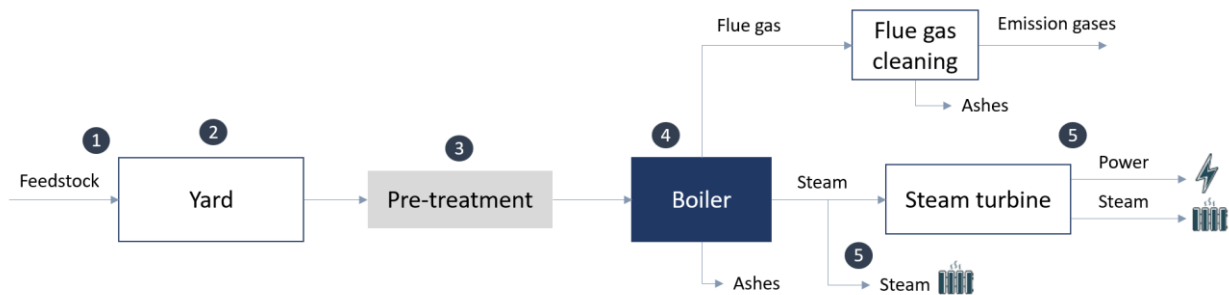 Flue gas
Flue gas
cleaning
Emission gases
Ashes
1
2
3
4
5
Feedstock
Yard
Pre-treatment
Boiler
Steam
Steam turbine
Power
Steam
5
Ashes
Steam